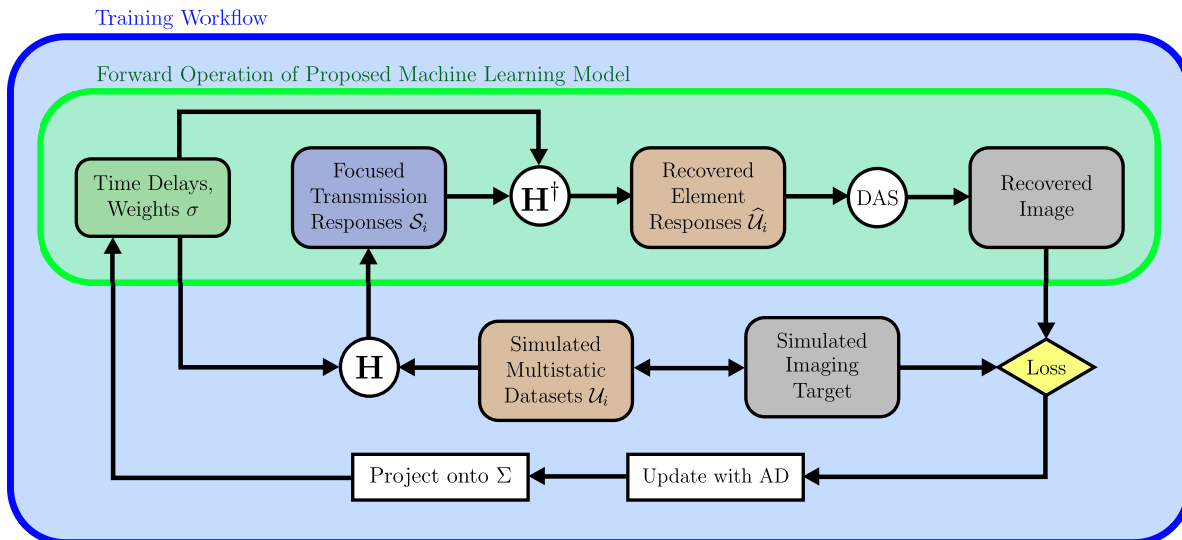 Training Workflow
Forward Operation of Proposed Machine Learning Model
Time Delays,
Weights σ
Focused
Transmission
Responses 𝒮ᵢ
H†
Recovered
Element
Responses 𝒰̂ᵢ
DAS
Recovered
Image
H
Simulated
Multistatic
Datasets 𝒰ᵢ
Simulated
Imaging
Target
Loss
Project onto Σ
Update with AD